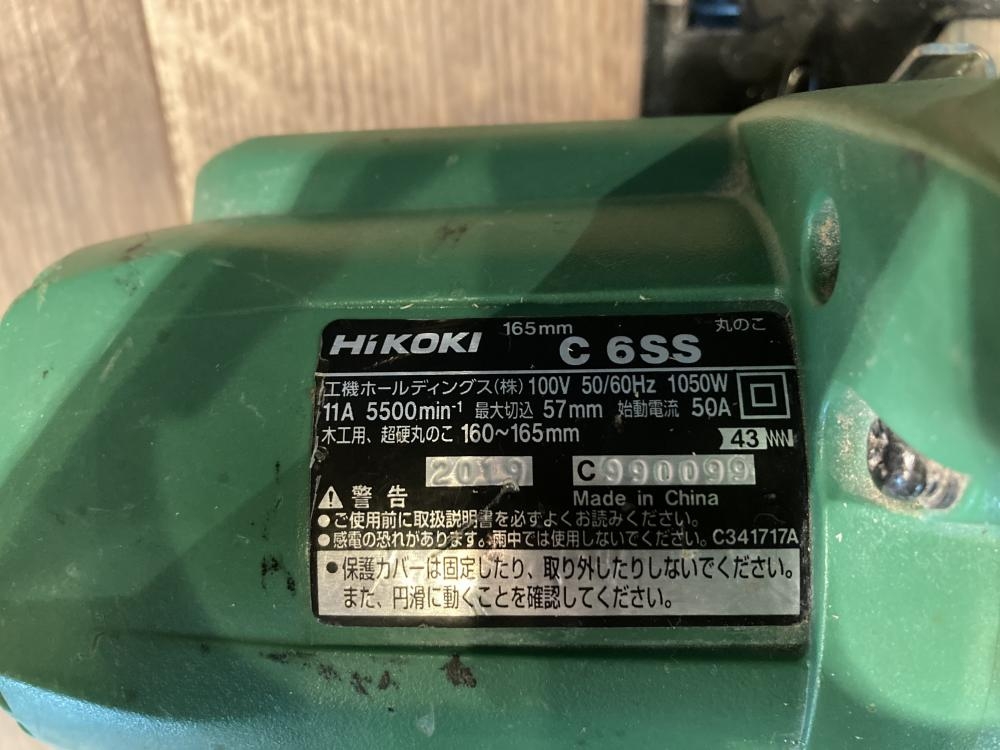 165mm 丸のこ
HiKOKI C 6SS
工機ホールディングス(株) 100V 50/60Hz 1050W
11A 5500min⁻¹ 最大切込 57mm 始動電流 50A
木工用、超硬丸のこ 160~165mm
43
2019 C990099
警告 Made in China
●ご使用前に取扱説明書を必ずよくお読みください。
●感電の恐れがあります。雨中では使用しないでください。C341717A
●保護カバーは固定したり、取り外したりしないでください。
また、円滑に動くことを確認してください。